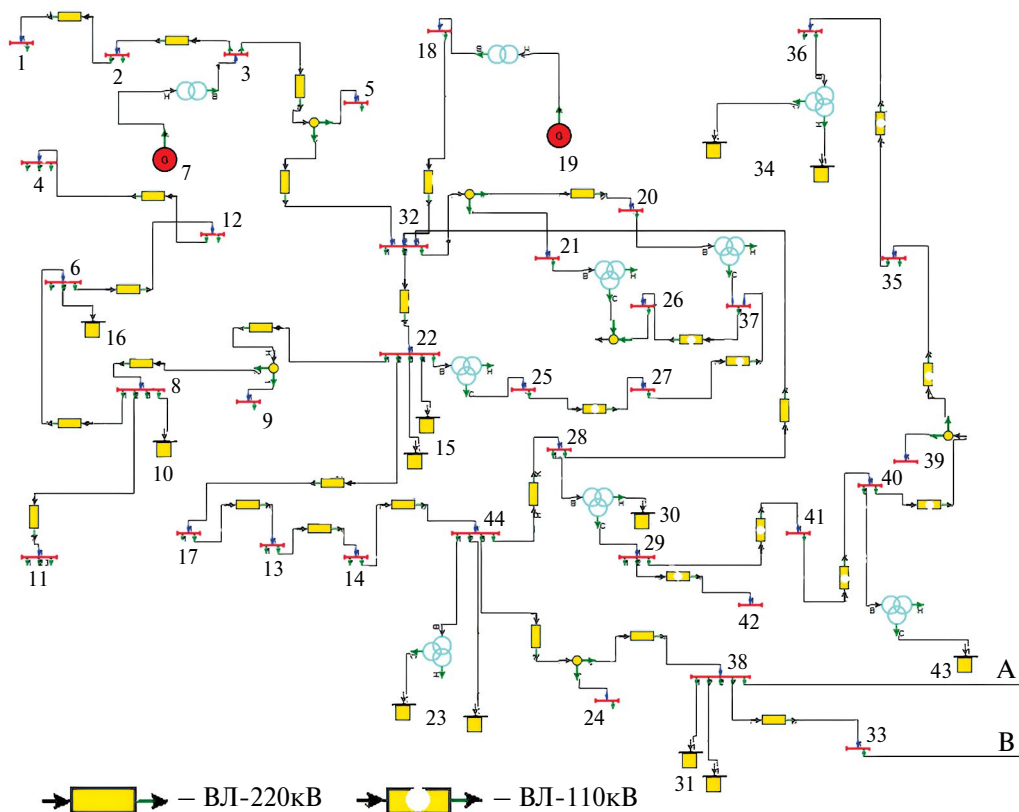 18
36
1
2
3
5
В
Н
Н
В
В
Н
В
С
Н
G
7
G
19
34
4
12
32
20
21
6
В
Н
С
В
Н
С
35
26
37
16
22
В
Н
С
25
27
8
Н
С
9
15
28
39
10
40
В
Н
С
30
44
41
17
13
14
29
11
42
В
С
Н
В
Н
С
38
43
А
23
24
33
В
31
– ВЛ-220кВ
– ВЛ-110кВ